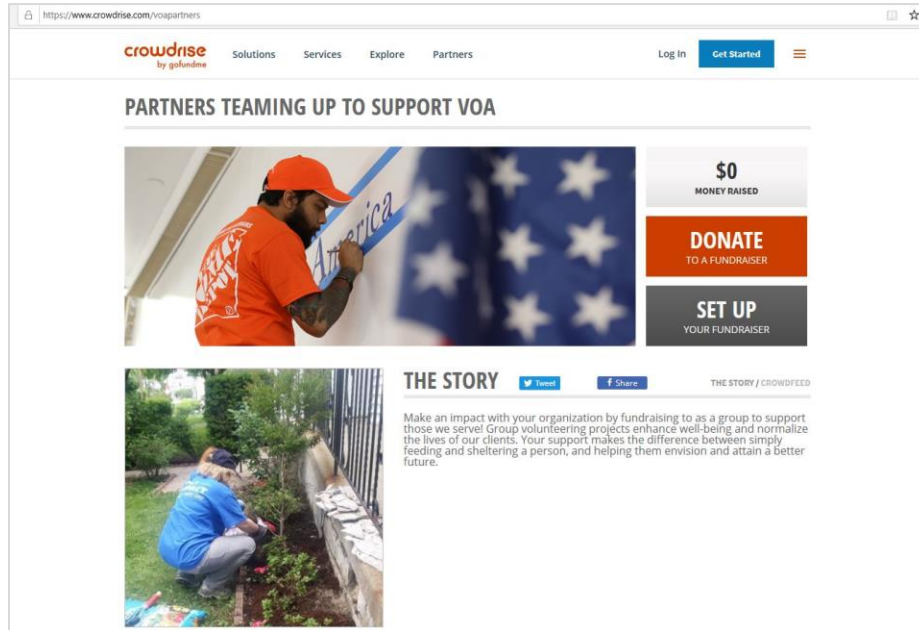 https://www.crowdrise.com/voapartners
crowdrise
by gofundme
Solutions Services Explore Partners
Log In Get Started
PARTNERS TEAMING UP TO SUPPORT VOA
America
$0
MONEY RAISED
DONATE
TO A FUNDRAISER
SET UP
YOUR FUNDRAISER
THE STORY
Tweet
f Share
THE STORY / CROWDFEED
Make an impact with your organization by fundraising to as a group to support
those we serve! Group volunteering projects enhance well-being and normalize
the lives of our clients. Your support makes the difference between simply
feeding and sheltering a person, and helping them envision and attain a better
future.